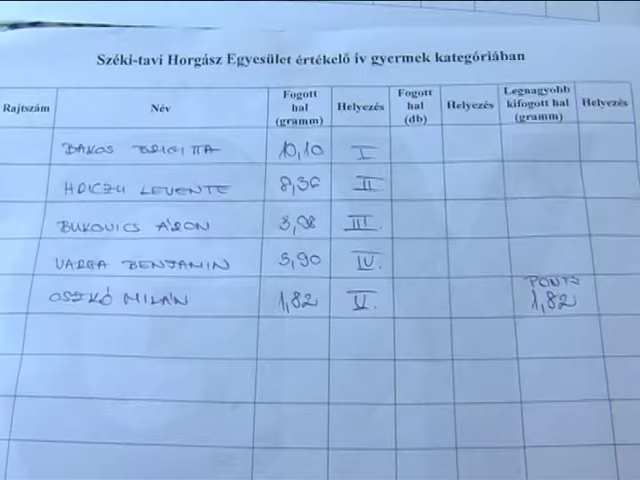 Széki-tavi Horgász Egyesület értékelő ív gyermek kategóriában
Rajtszám Név Fogott hal (gramm) Helyezés Fogott hal (db) Helyezés Legnagyobb kifogott hal (gramm) Helyezés
BAKOS BRIGITTA 10,10 I
LEVENTE 8,36 II
BUKOVICS ÁRON 3,98 III.
VARGA BENJAMIN 3,90 IV.
PONTY
OSZKÓ MILÁN 1,82 V. 1,82